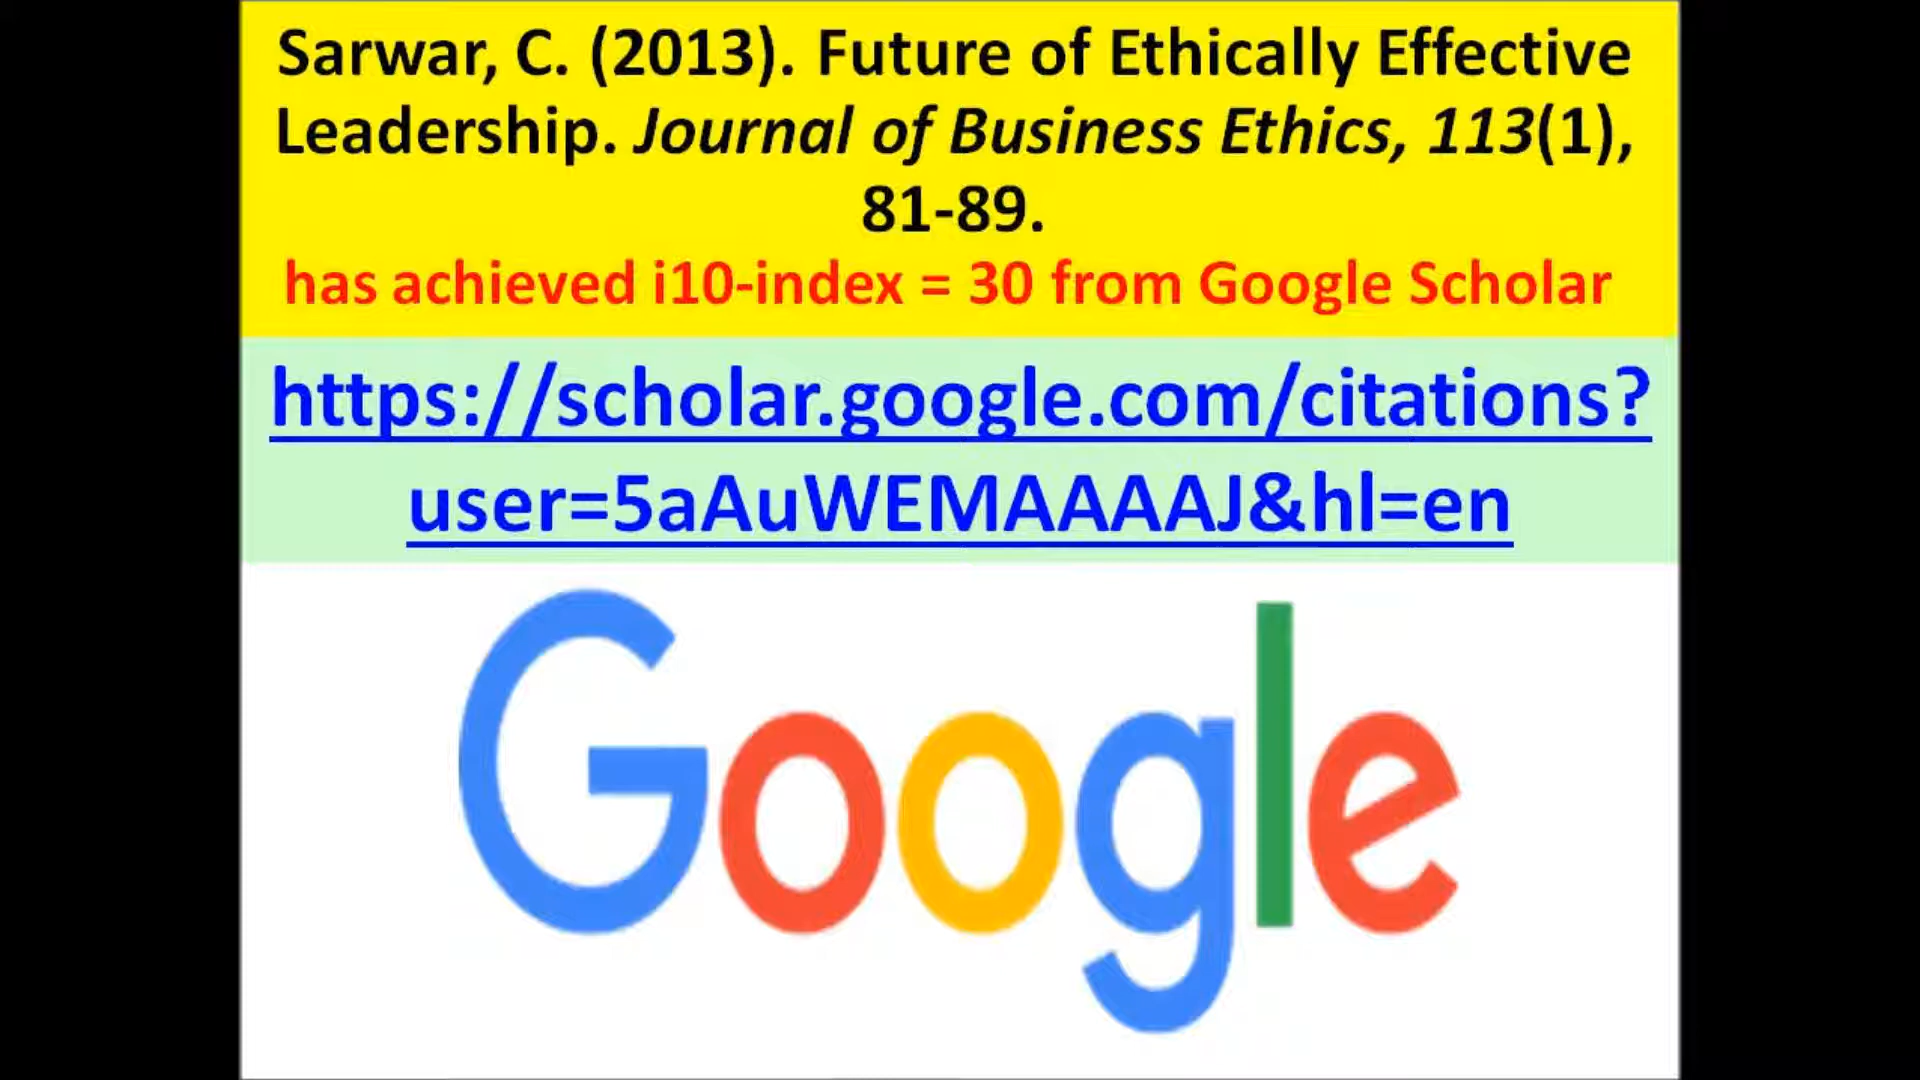 Sarwar, C. (2013). Future of Ethically Effective
Leadership. Journal of Business Ethics, 113(1),
81-89.
has achieved i10-index = 30 from Google Scholar
https://scholar.google.com/citations?
user=5aAuWEMAAAAJ&hl=en
Google